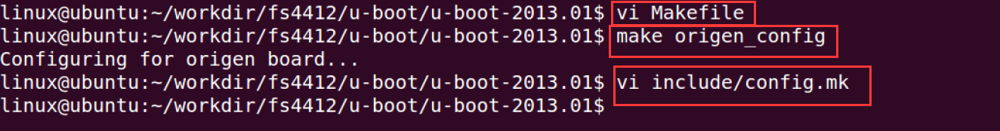 linux@ubuntu:~/workdir/fs4412/u-boot/u-boot-2013.01$ vi Makefile
linux@ubuntu:~/workdir/fs4412/u-boot/u-boot-2013.01$ make origen_config
Configuring for origen board...
linux@ubuntu:~/workdir/fs4412/u-boot/u-boot-2013.01$ vi include/config.mk
linux@ubuntu:~/workdir/fs4412/u-boot/u-boot-2013.01$